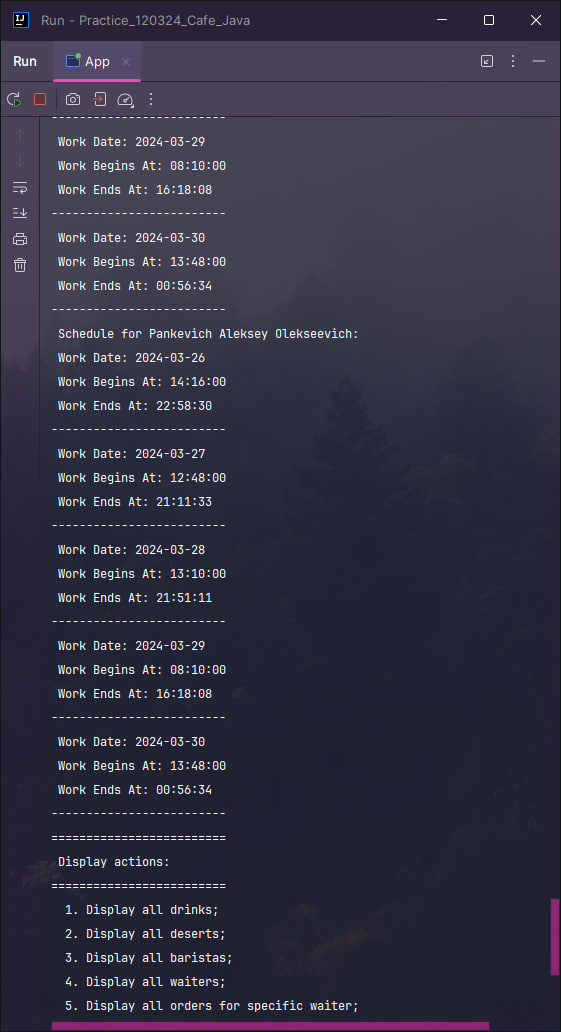 Run - Practice_120324_Cafe_Java
Run App
------------------------
Work Date: 2024-03-29
Work Begins At: 08:10:00
Work Ends At: 16:18:08
-------------------------
Work Date: 2024-03-30
Work Begins At: 13:48:00
Work Ends At: 00:56:34
-------------------------
Schedule for Pankevich Aleksey Olekseevich:
Work Date: 2024-03-26
Work Begins At: 14:16:00
Work Ends At: 22:58:30
-------------------------
Work Date: 2024-03-27
Work Begins At: 12:48:00
Work Ends At: 21:11:33
-------------------------
Work Date: 2024-03-28
Work Begins At: 13:10:00
Work Ends At: 21:51:11
-------------------------
Work Date: 2024-03-29
Work Begins At: 08:10:00
Work Ends At: 16:18:08
-------------------------
Work Date: 2024-03-30
Work Begins At: 13:48:00
Work Ends At: 00:56:34
-------------------------
=========================
Display actions:
=========================
1. Display all drinks;
2. Display all deserts;
3. Display all baristas;
4. Display all waiters;
5. Display all orders for specific waiter;